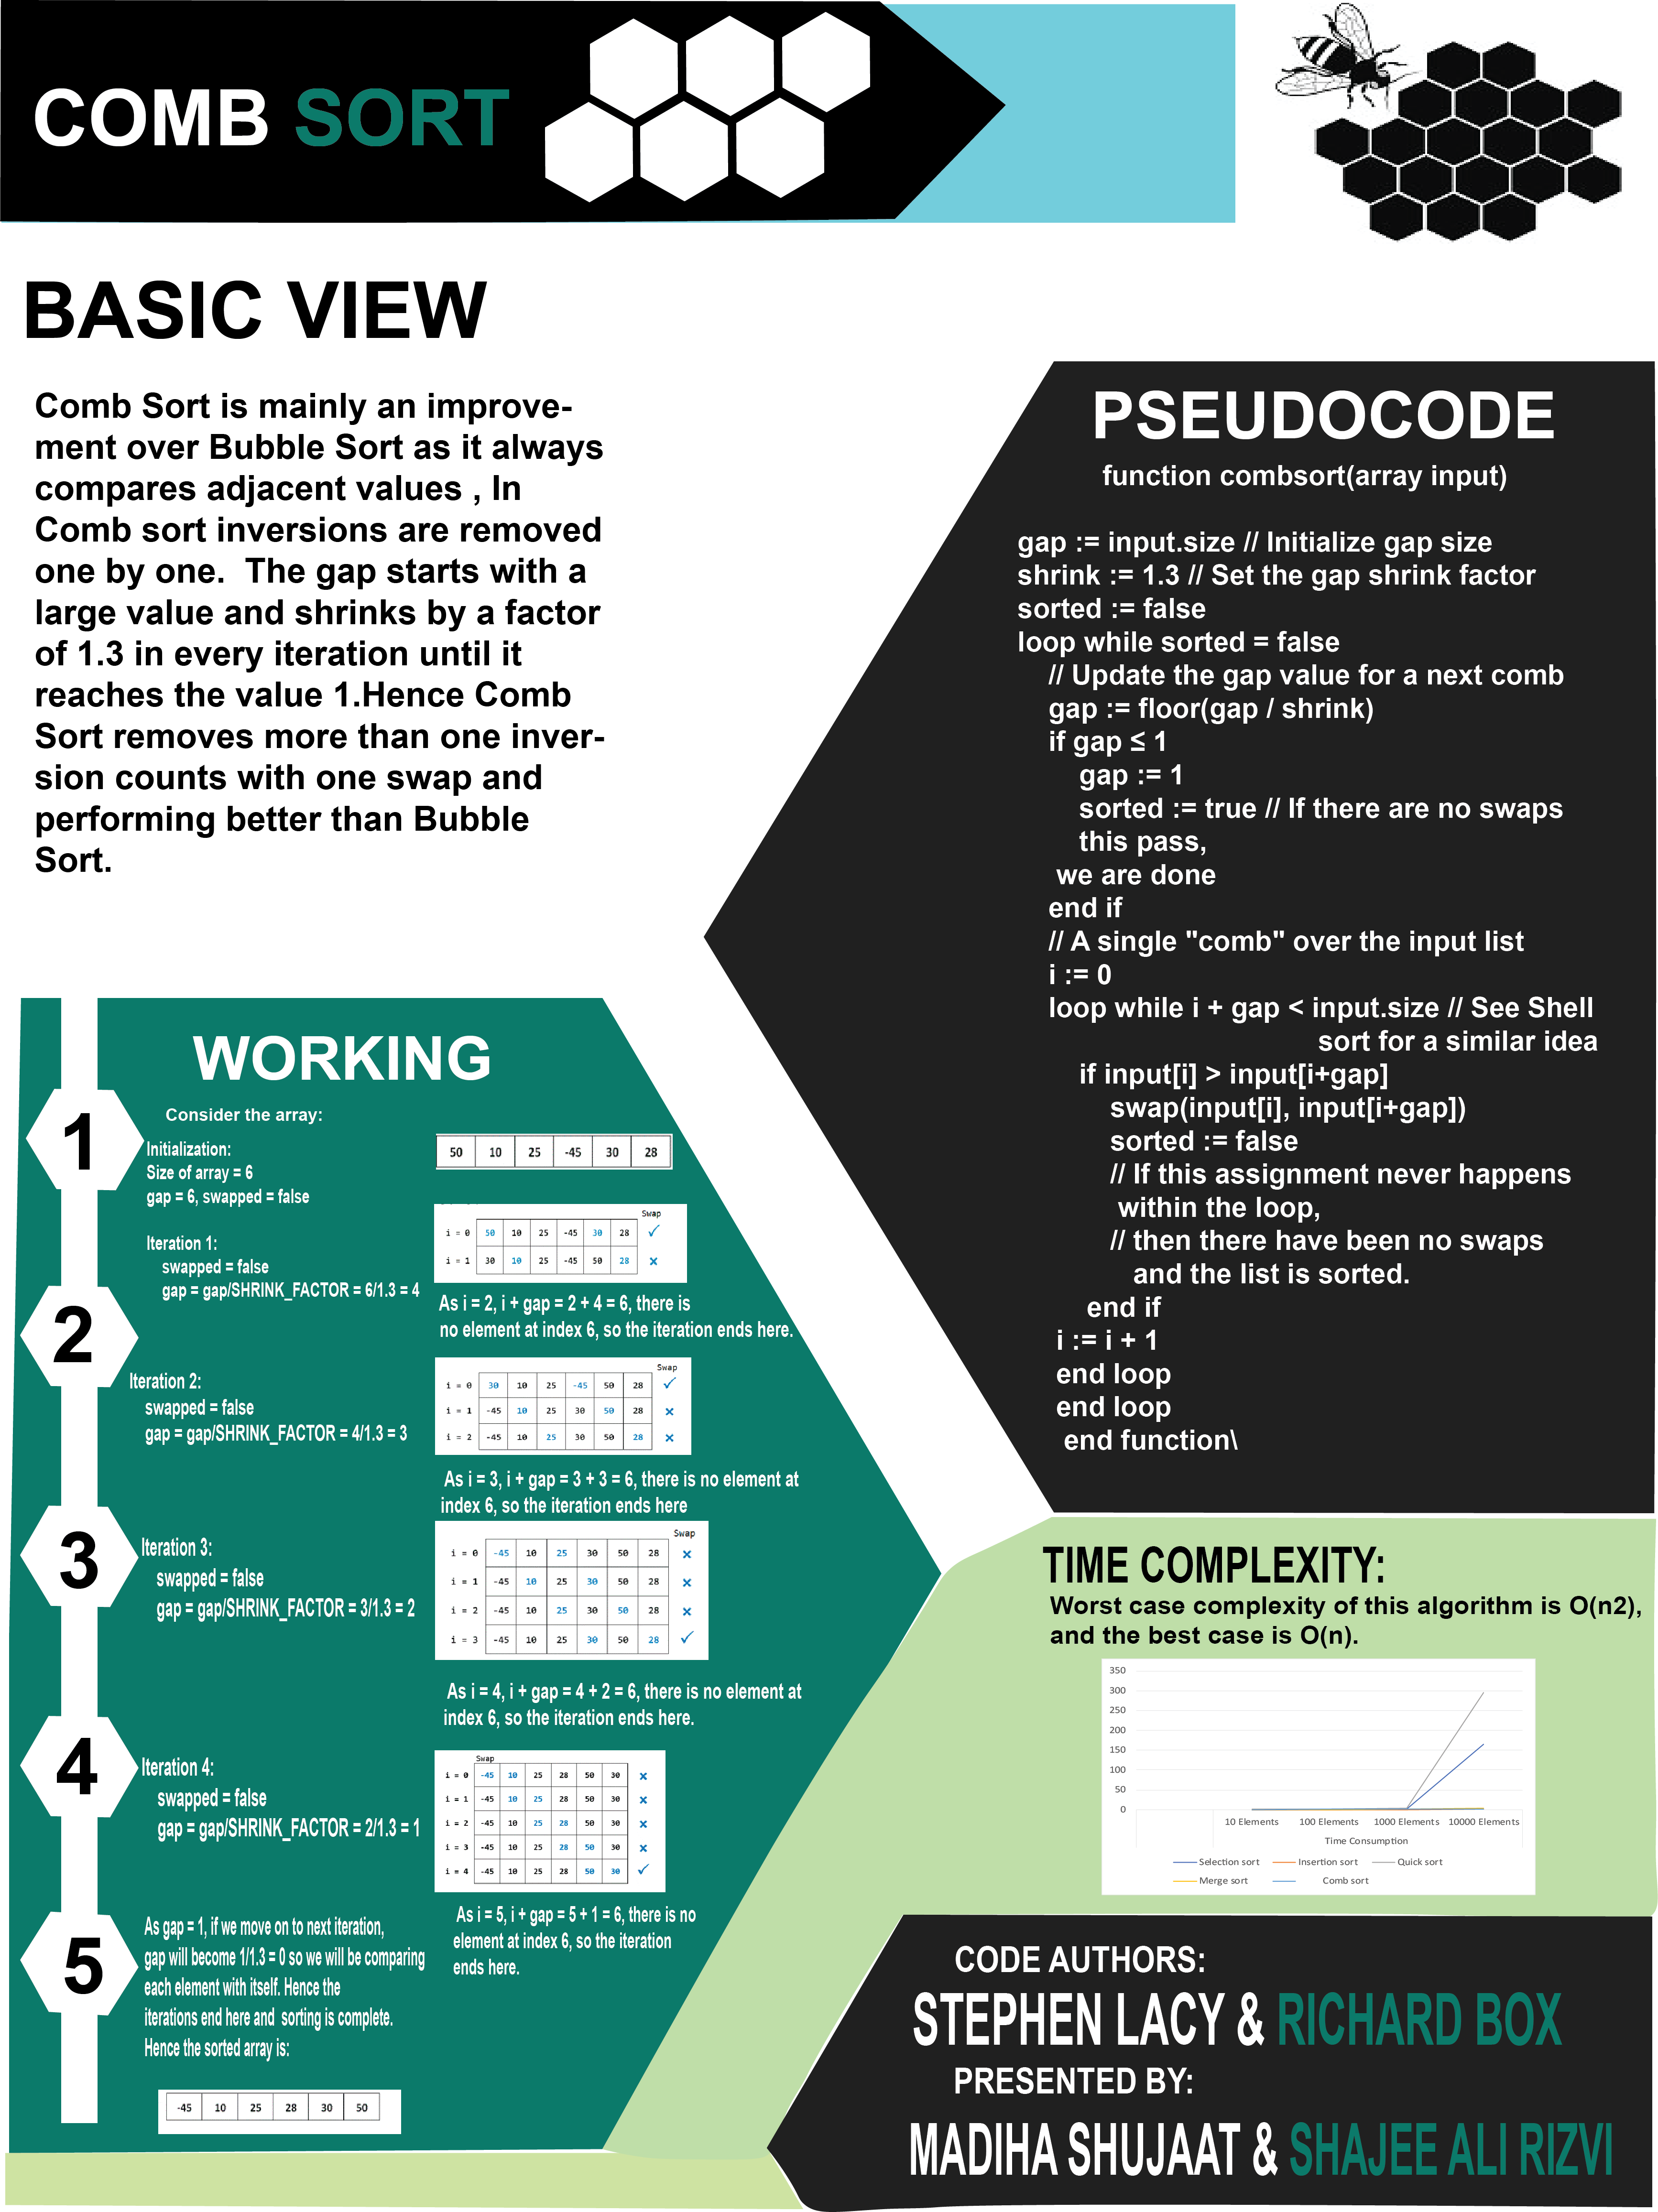 COMB SORT
BASIC VIEW
Comb Sort is mainly an improve-
ment over Bubble Sort as it always
compares adjacent values , In
Comb sort inversions are removed
one by one.  The gap starts with a
large value and shrinks by a factor
of 1.3 in every iteration until it
reaches the value 1.Hence Comb
Sort removes more than one inver-
sion counts with one swap and
performing better than Bubble
Sort.
PSEUDOCODE
function combsort(array input)
gap := input.size // Initialize gap size
shrink := 1.3 // Set the gap shrink factor
sorted := false
loop while sorted = false
// Update the gap value for a next comb
gap := floor(gap / shrink)
if gap ≤ 1
gap := 1
sorted := true // If there are no swaps
this pass,
we are done
end if
// A single "comb" over the input list
i := 0
loop while i + gap < input.size // See Shell
sort for a similar idea
if input[i] > input[i+gap]
swap(input[i], input[i+gap])
sorted := false
// If this assignment never happens
within the loop,
// then there have been no swaps
and the list is sorted.
end if
i := i + 1
end loop
end loop
end function\
WORKING
1
Consider the array:
Initialization:
Size of array = 6
gap = 6, swapped = false
50 10 25 -45 30 28
Iteration 1:
swapped = false
gap = gap/SHRINK_FACTOR = 6/1.3 = 4
Swap
i = 0 50 10 25 -45 30 28 ✓
i = 1 30 10 25 -45 50 28 ×
As i = 2, i + gap = 2 + 4 = 6, there is
no element at index 6, so the iteration ends here.
2
Iteration 2:
swapped = false
gap = gap/SHRINK_FACTOR = 4/1.3 = 3
Swap
i = 0 30 10 25 -45 50 28 ✓
i = 1 -45 10 25 30 50 28 ×
i = 2 -45 10 25 30 50 28 ×
As i = 3, i + gap = 3 + 3 = 6, there is no element at
index 6, so the iteration ends here
3
Iteration 3:
swapped = false
gap = gap/SHRINK_FACTOR = 3/1.3 = 2
Swap
i = 0 -45 10 25 30 50 28 ×
i = 1 -45 10 25 30 50 28 ×
i = 2 -45 10 25 30 50 28 ×
i = 3 -45 10 25 30 50 28 ✓
As i = 4, i + gap = 4 + 2 = 6, there is no element at
index 6, so the iteration ends here.
4
Iteration 4:
swapped = false
gap = gap/SHRINK_FACTOR = 2/1.3 = 1
Swap
i = 0 -45 10 25 28 50 30 ×
i = 1 -45 10 25 28 50 30 ×
i = 2 -45 10 25 28 50 30 ×
i = 3 -45 10 25 28 50 30 ×
i = 4 -45 10 25 28 50 30 ✓
As i = 5, i + gap = 5 + 1 = 6, there is no
element at index 6, so the iteration
ends here.
5
As gap = 1, if we move on to next iteration,
gap will become 1/1.3 = 0 so we will be comparing
each element with itself. Hence the
iterations end here and  sorting is complete.
Hence the sorted array is:
-45 10 25 28 30 50
TIME COMPLEXITY:
Worst case complexity of this algorithm is O(n2),
and the best case is O(n).
350
300
250
200
150
100
50
0
10 Elements 100 Elements 1000 Elements 10000 Elements
Time Consumption
Selection sort Insertion sort Quick sort
Merge sort Comb sort
CODE AUTHORS:
STEPHEN LACY & RICHARD BOX
PRESENTED BY:
MADIHA SHUJAAT & SHAJEE ALI RIZVI